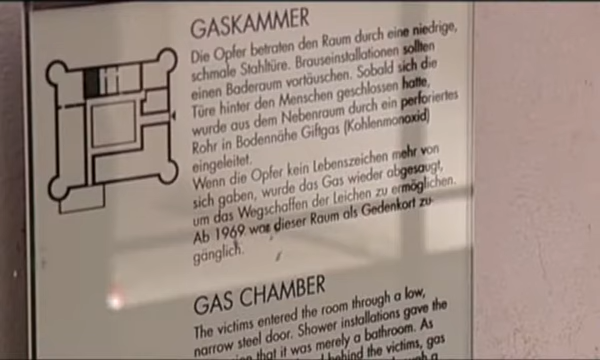 GASKAMMER
Die Opfer betraten den Raum durch eine niedrige,
schmale Stahltüre. Brauseinstallationen sollten
einen Baderaum vortäuschen. Sobald sich die
Türe hinter den Menschen geschlossen hatte,
wurde aus dem Nebenraum durch ein perforiertes
Rohr in Bodennähe Giftgas (Kohlenmonoxid)
eingeleitet.
Wenn die Opfer kein Lebenszeichen mehr von
sich gaben, wurde das Gas wieder abgesaugt,
um das Wegschaffen der Leichen zu ermöglichen.
Ab 1969 war dieser Raum als Gedenkort zu-
gänglich.
GAS CHAMBER
The victims entered the room through a low,
narrow steel door. Shower installations gave the
that it was merely a bathroom. As
behind the victims, gas